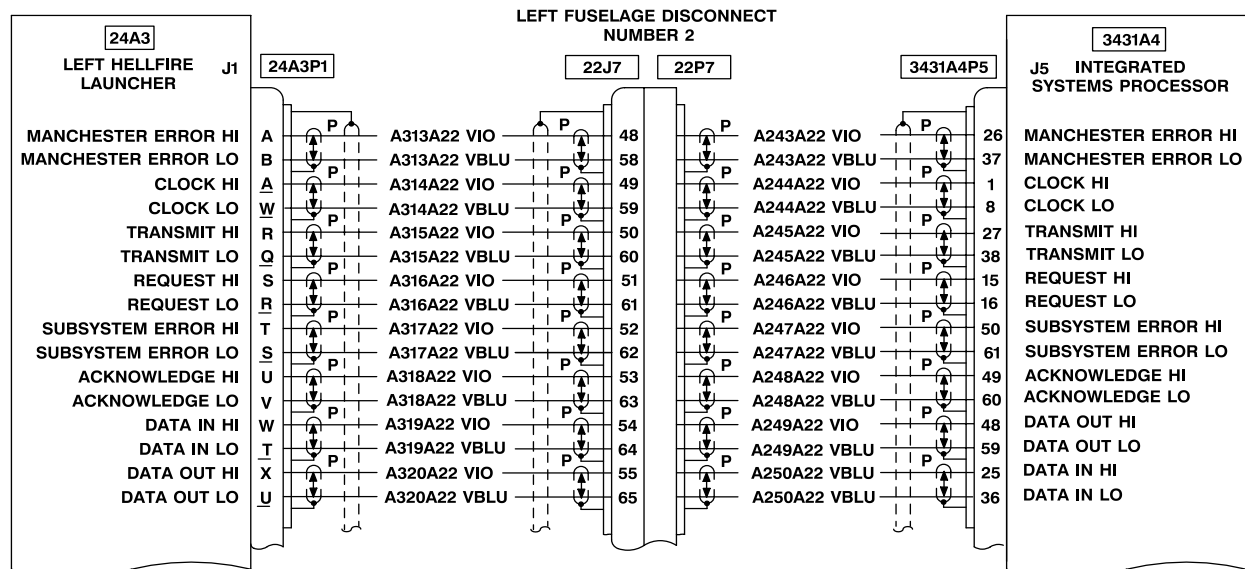 LEFT FUSELAGE DISCONNECT
NUMBER 2
24A3
LEFT HELLFIRE
LAUNCHER
J1
24A3P1
22J7
22P7
3431A4P5
3431A4
J5 INTEGRATED
SYSTEMS PROCESSOR
P P P P
MANCHESTER ERROR HI A A313A22 VIO 48 A243A22 VIO 26 MANCHESTER ERROR HI
MANCHESTER ERROR LO B A313A22 VBLU 58 A243A22 VBLU 37 MANCHESTER ERROR LO
P P P P
CLOCK HI A A314A22 VIO 49 A244A22 VIO 1 CLOCK HI
CLOCK LO W A314A22 VBLU 59 A244A22 VBLU 8 CLOCK LO
P P P P
TRANSMIT HI R A315A22 VIO 50 A245A22 VIO 27 TRANSMIT HI
TRANSMIT LO Q A315A22 VBLU 60 A245A22 VBLU 38 TRANSMIT LO
P P P P
REQUEST HI S A316A22 VIO 51 A246A22 VIO 15 REQUEST HI
REQUEST LO R A316A22 VBLU 61 A246A22 VBLU 16 REQUEST LO
P P P P
SUBSYSTEM ERROR HI T A317A22 VIO 52 A247A22 VIO 50 SUBSYSTEM ERROR HI
SUBSYSTEM ERROR LO S A317A22 VBLU 62 A247A22 VBLU 61 SUBSYSTEM ERROR LO
P P P P
ACKNOWLEDGE HI U A318A22 VIO 53 A248A22 VIO 49 ACKNOWLEDGE HI
ACKNOWLEDGE LO V A318A22 VBLU 63 A248A22 VBLU 60 ACKNOWLEDGE LO
P P P P
DATA IN HI W A319A22 VIO 54 A249A22 VIO 48 DATA OUT HI
DATA IN LO T A319A22 VBLU 64 A249A22 VBLU 59 DATA OUT LO
P P P P
DATA OUT HI X A320A22 VIO 55 A250A22 VBLU 25 DATA IN HI
DATA OUT LO U A320A22 VBLU 65 A250A22 VBLU 36 DATA IN LO